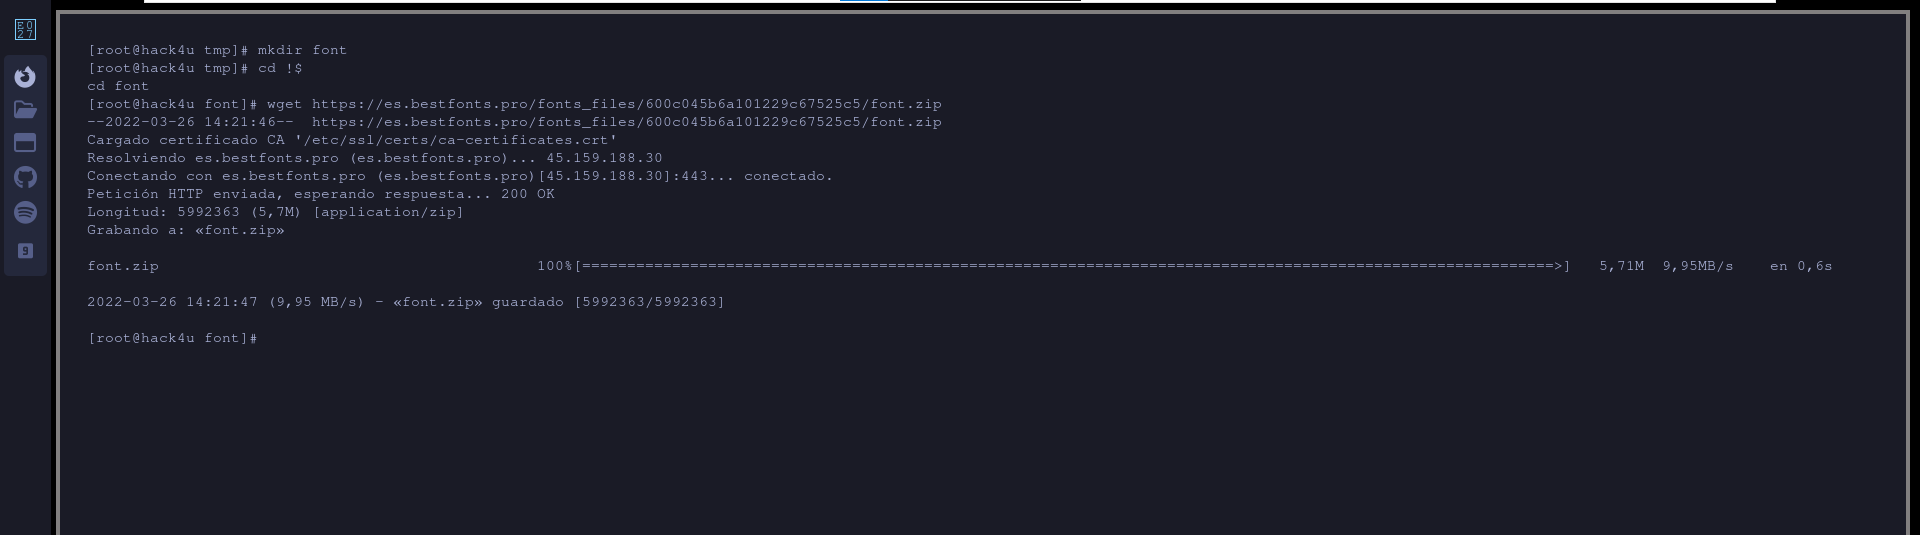 E0
27
[root@hack4u tmp]# mkdir font
[root@hack4u tmp]# cd !$
cd font
[root@hack4u font]# wget https://es.bestfonts.pro/fonts_files/600c045b6a101229c67525c5/font.zip
--2022-03-26 14:21:46--  https://es.bestfonts.pro/fonts_files/600c045b6a101229c67525c5/font.zip
Cargado certificado CA '/etc/ssl/certs/ca-certificates.crt'
Resolviendo es.bestfonts.pro (es.bestfonts.pro)... 45.159.188.30
Conectando con es.bestfonts.pro (es.bestfonts.pro)[45.159.188.30]:443... conectado.
Petición HTTP enviada, esperando respuesta... 200 OK
Longitud: 5992363 (5,7M) [application/zip]
Grabando a: «font.zip»
font.zip 100%[============================================================================================================>] 5,71M 9,95MB/s en 0,6s
2022-03-26 14:21:47 (9,95 MB/s) - «font.zip» guardado [5992363/5992363]
[root@hack4u font]#
9